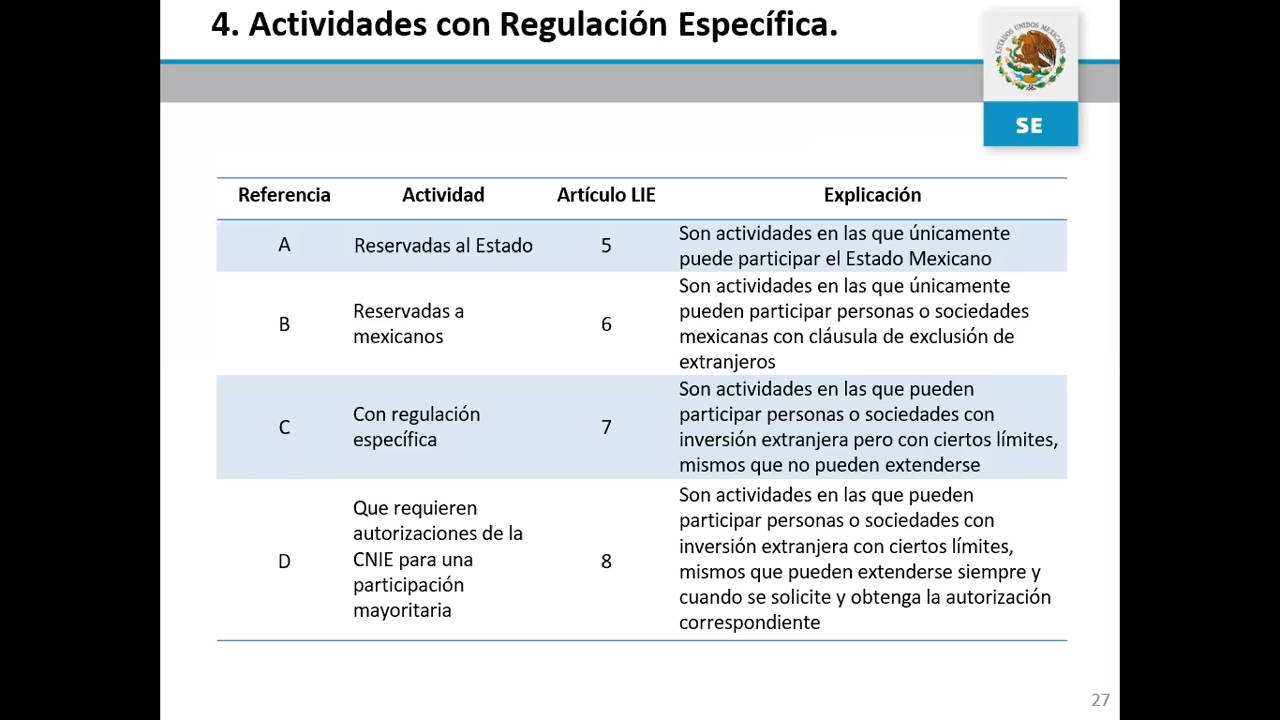 4. Actividades con Regulación Específica.
ESTADOS UNIDOS MEXICANOS
SE
Referencia Actividad Artículo LIE Explicación
A Reservadas al Estado 5 Son actividades en las que únicamente
puede participar el Estado Mexicano
B Reservadas a
mexicanos 6 Son actividades en las que únicamente
pueden participar personas o sociedades
mexicanas con cláusula de exclusión de
extranjeros
C Con regulación
específica 7 Son actividades en las que pueden
participar personas o sociedades con
inversión extranjera pero con ciertos límites,
mismos que no pueden extenderse
D Que requieren
autorizaciones de la
CNIE para una
participación
mayoritaria 8 Son actividades en las que pueden
participar personas o sociedades con
inversión extranjera con ciertos límites,
mismos que pueden extenderse siempre y
cuando se solicite y obtenga la autorización
correspondiente
27